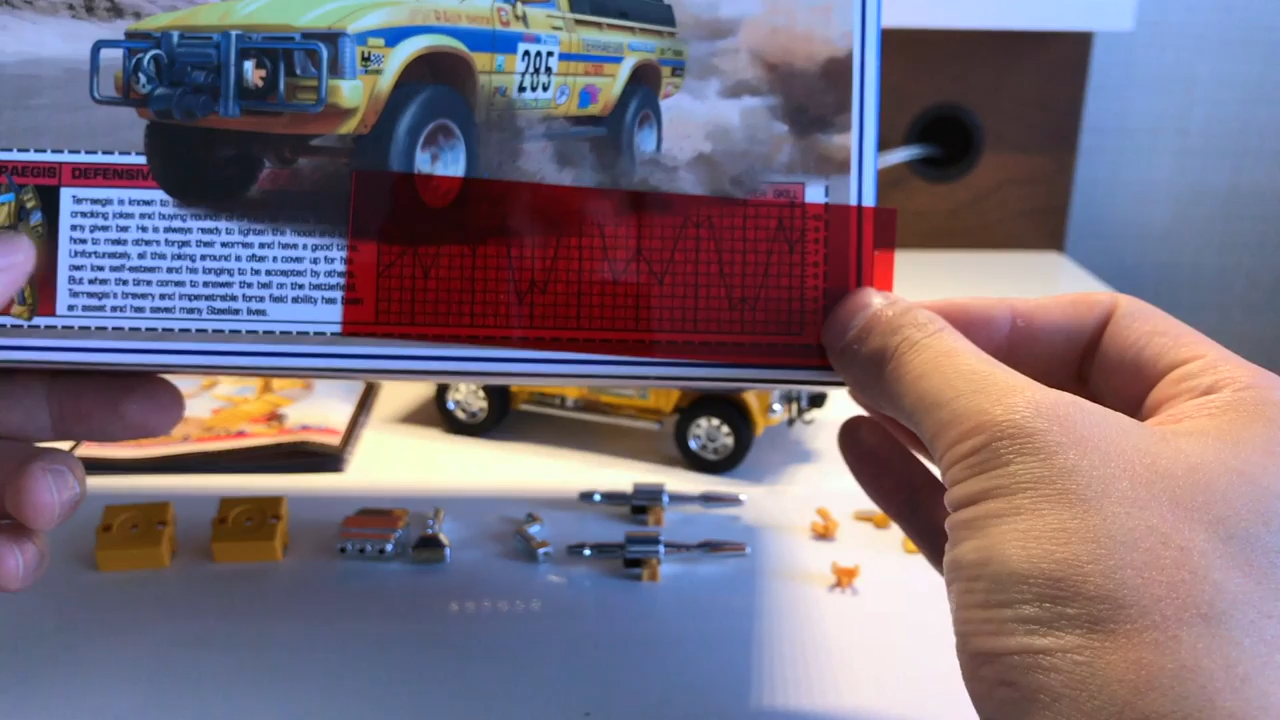 285
TERRAEGIS
RAEGIS DEFENSIV
ER SKILL
Terraegis is known to b
cracking jokes and buying rounds of
any given bar. He is always ready to lighten the mood and
how to make others forget their worries and have a good time.
Unfortunately, all this joking around is often a cover up for his
own low self-esteem and his longing to be accepted by others.
But when the time comes to answer the bell on the battlefield,
Terraegis's bravery and impenetrable force field ability has been
an asset and has saved many Steelian lives.